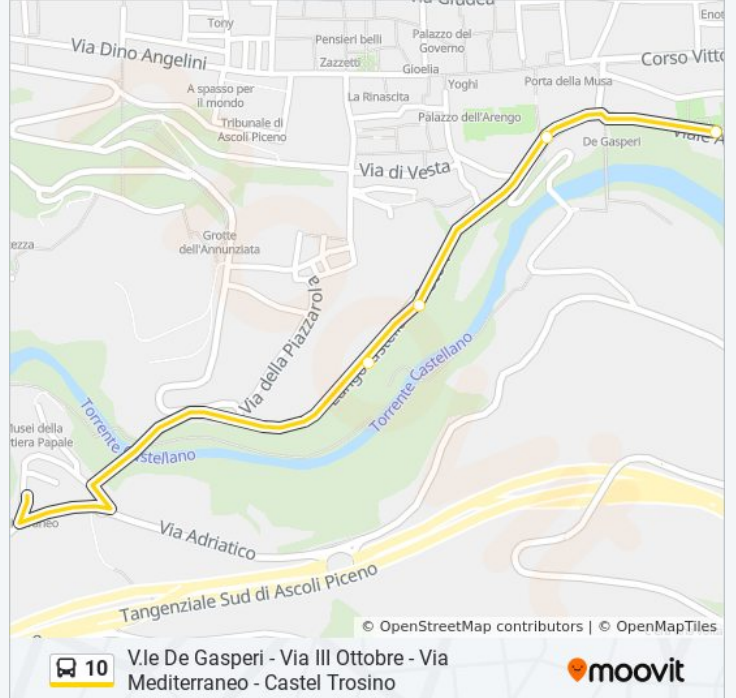 Via Giudea
Tony
Enot
Pensieri belli
Palazzo del
Governo
Via Dino Angelini
Zazzetti
Gioelia
Corso Vitto
A spasso per
il mondo
La Rinascita
Yoghi
Porta della Musa
Tribunale di
Ascoli Piceno
Palazzo dell'Arengo
De Gasperi
Viale A
Via di Vesta
ezza
Grotte
dell'Annunziata
Via della Piazzarola
Torrente Castellano
Torrente Castellano
Musei della
tiera Papale
Via Adriatico
Tangenziale Sud di Ascoli Piceno
© OpenStreetMap contributors | © OpenMapTiles
10
V.le De Gasperi - Via III Ottobre - Via
Mediterraneo - Castel Trosino
moovit